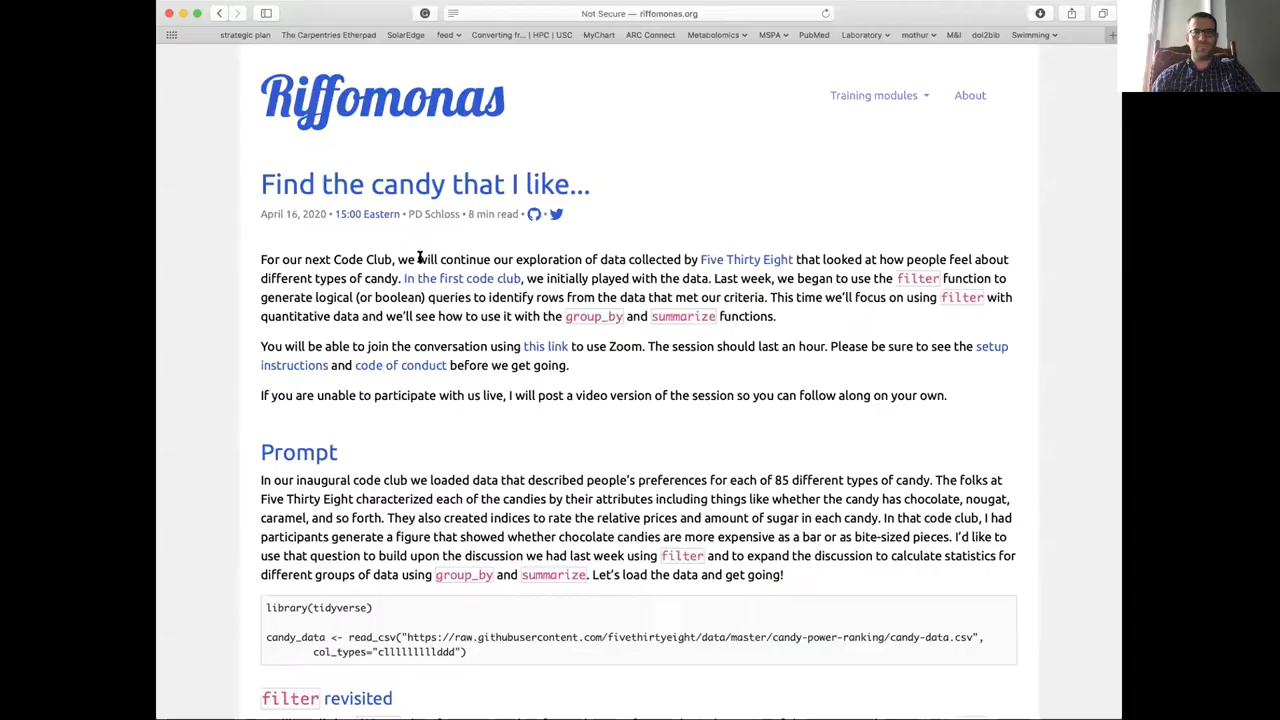 Not Secure — riffomonas.org
strategic plan The Carpentries Etherpad SolarEdge feed Converting fr... | HPC | USC MyChart ARC Connect Metabolomics MSPA PubMed Laboratory mothur M&I doi2bib Swimming
Riffomonas
Training modules About
Find the candy that I like...
April 16, 2020 • 15:00 Eastern • PD Schloss • 8 min read • •
For our next Code Club, we will continue our exploration of data collected by Five Thirty Eight that looked at how people feel about
different types of candy. In the first code club, we initially played with the data. Last week, we began to use the filter function to
generate logical (or boolean) queries to identify rows from the data that met our criteria. This time we'll focus on using filter with
quantitative data and we'll see how to use it with the group_by and summarize functions.
You will be able to join the conversation using this link to use Zoom. The session should last an hour. Please be sure to see the setup
instructions and code of conduct before we get going.
If you are unable to participate with us live, I will post a video version of the session so you can follow along on your own.
Prompt
In our inaugural code club we loaded data that described people's preferences for each of 85 different types of candy. The folks at
Five Thirty Eight characterized each of the candies by their attributes including things like whether the candy has chocolate, nougat,
caramel, and so forth. They also created indices to rate the relative prices and amount of sugar in each candy. In that code club, I had
participants generate a figure that showed whether chocolate candies are more expensive as a bar or as bite-sized pieces. I'd like to
use that question to build upon the discussion we had last week using filter and to expand the discussion to calculate statistics for
different groups of data using group_by and summarize. Let's load the data and get going!
library(tidyverse)
candy_data <- read_csv("https://raw.githubusercontent.com/fivethirtyeight/data/master/candy-power-ranking/candy-data.csv",
col_types="clllllllllddd")
filter revisited